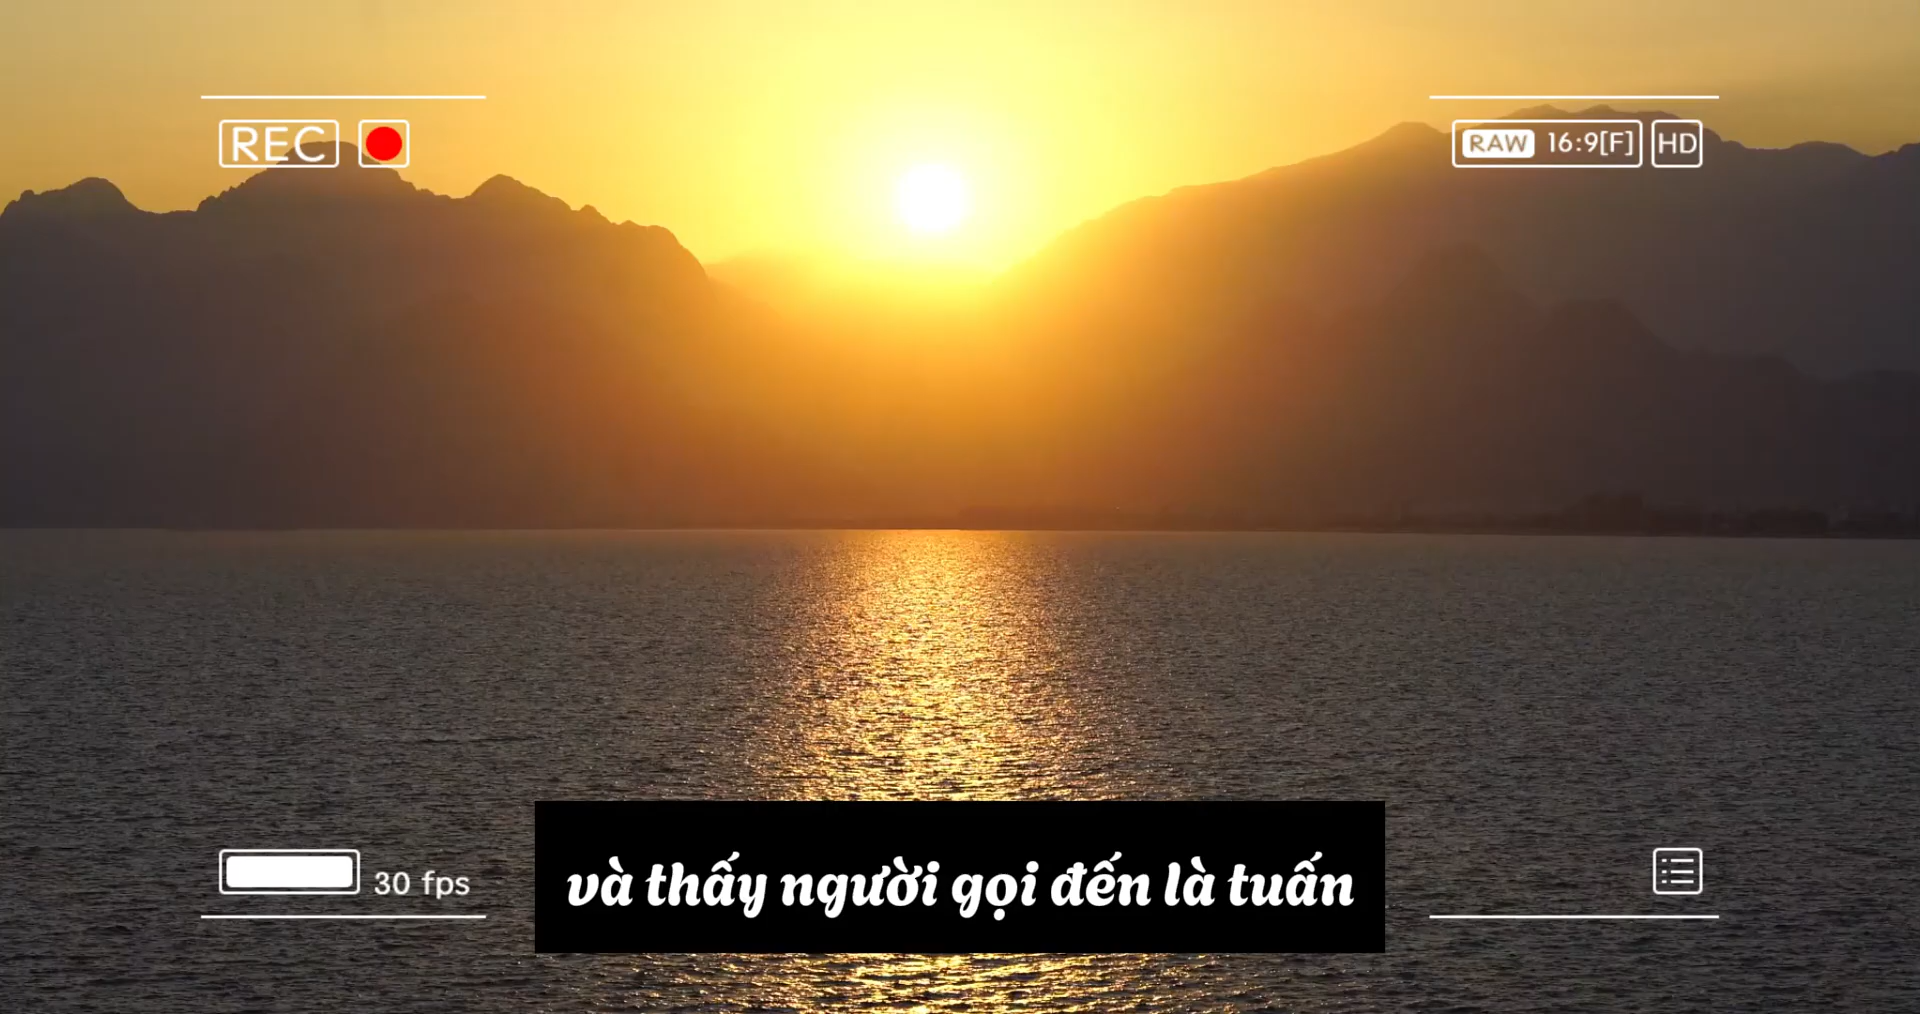 REC
RAW 16:9[F] HD
30 fps
và thấy người gọi đến là tuấn